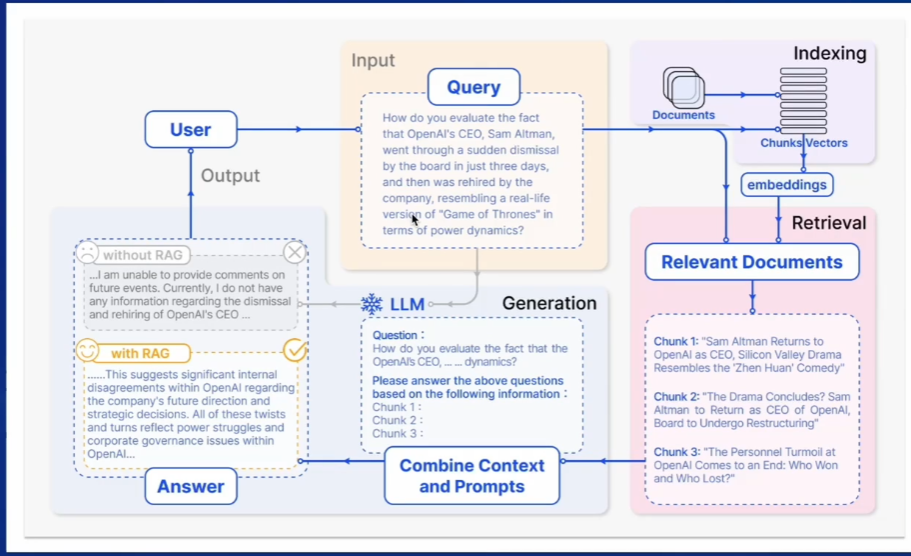 Input
Query
How do you evaluate the fact
that OpenAI's CEO, Sam Altman,
went through a sudden dismissal
by the board in just three days,
and then was rehired by the
company, resembling a real-life
version of "Game of Thrones" in
terms of power dynamics?
User
Output
Indexing
Documents
Chunks Vectors
embeddings
Retrieval
Relevant Documents
Chunk 1: "Sam Altman Returns to
OpenAI as CEO, Silicon Valley Drama
Resembles the 'Zhen Huan' Comedy"
Chunk 2: "The Drama Concludes? Sam
Altman to Return as CEO of OpenAI,
Board to Undergo Restructuring"
Chunk 3: "The Personnel Turmoil at
OpenAI Comes to an End: Who Won
and Who Lost?"
LLM
Generation
Question :
How do you evaluate the fact that the
OpenAI's CEO, ... ... dynamics?
Please answer the above questions
based on the following information :
Chunk 1 :
Chunk 2 :
Chunk 3 :
Combine Context
and Prompts
without RAG
...I am unable to provide comments on
future events. Currently, I do not have
any information regarding the dismissal
and rehiring of OpenAI's CEO ...
with RAG
......This suggests significant internal
disagreements within OpenAI regarding
the company's future direction and
strategic decisions. All of these twists
and turns reflect power struggles and
corporate governance issues within
OpenAI...
Answer